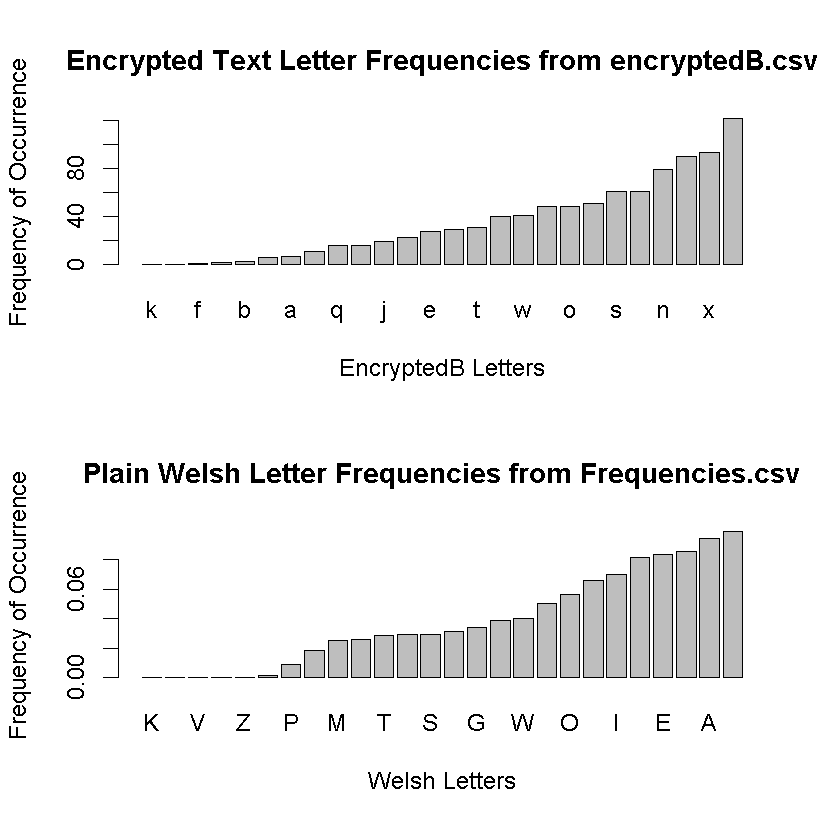 Encrypted Text Letter Frequencies from encryptedB.csv
Frequency of Occurrence
80
40
0
k f b a q j e t w o s n x
EncryptedB Letters
Plain Welsh Letter Frequencies from Frequencies.csv
Frequency of Occurrence
0.06
0.00
K V Z P M T S G W O I E A
Welsh Letters